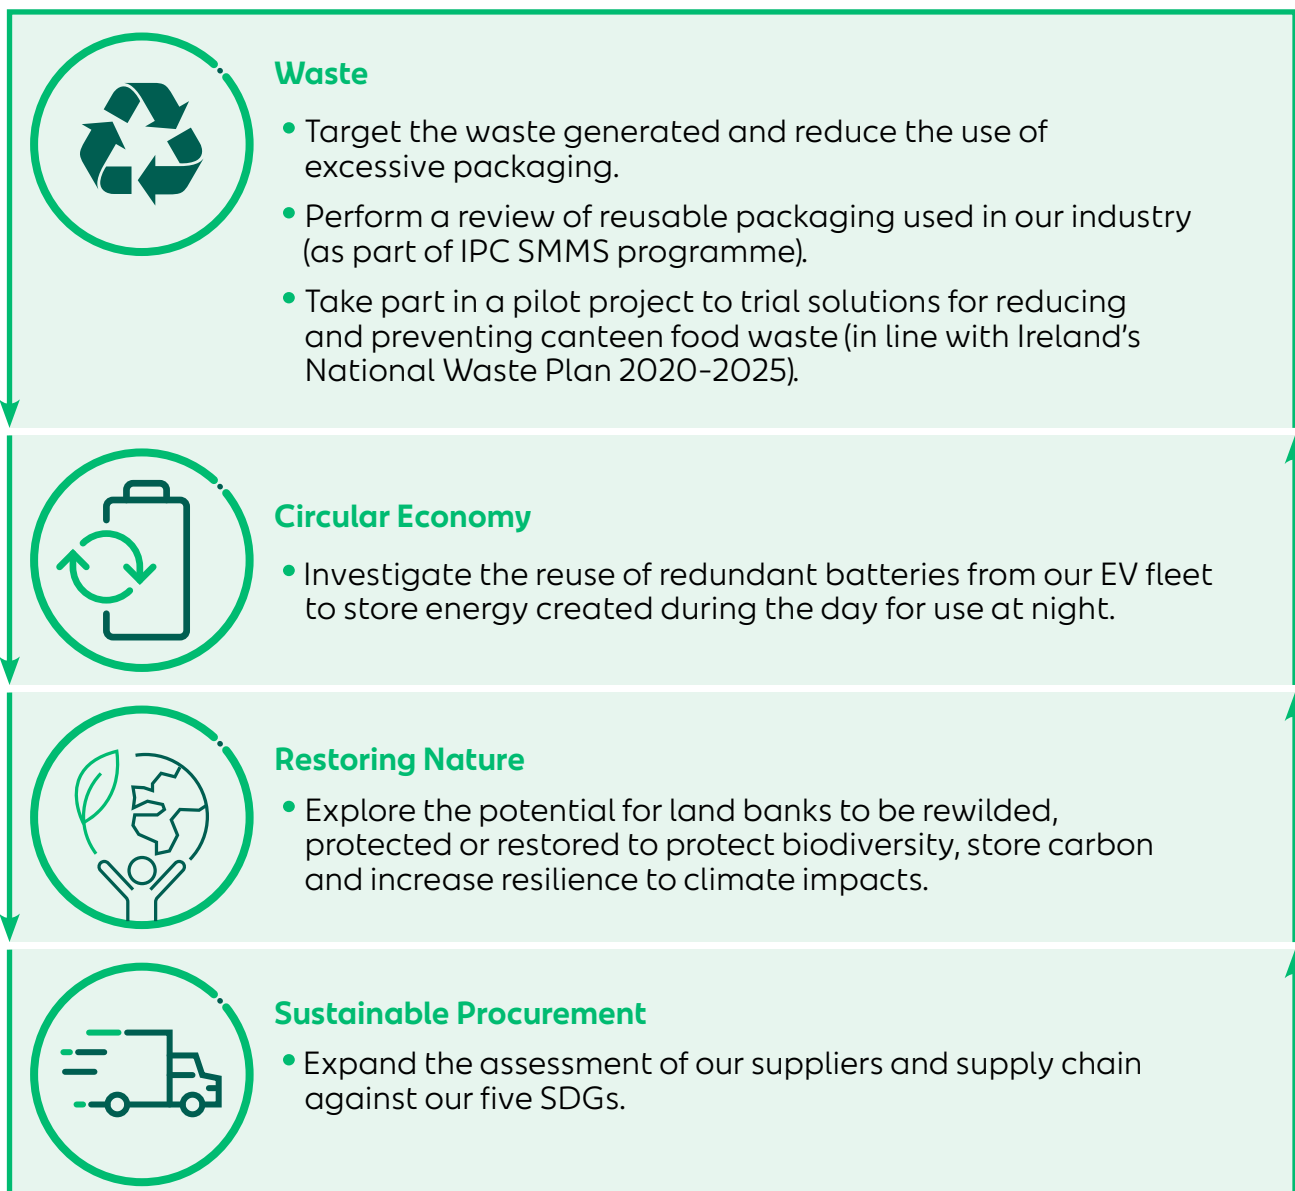 Waste
• Target the waste generated and reduce the use of
excessive packaging.
• Perform a review of reusable packaging used in our industry
(as part of IPC SMMS programme).
• Take part in a pilot project to trial solutions for reducing
and preventing canteen food waste (in line with Ireland's
National Waste Plan 2020-2025).
Circular Economy
• Investigate the reuse of redundant batteries from our EV fleet
to store energy created during the day for use at night.
Restoring Nature
• Explore the potential for land banks to be rewilded,
protected or restored to protect biodiversity, store carbon
and increase resilience to climate impacts.
Sustainable Procurement
• Expand the assessment of our suppliers and supply chain
against our five SDGs.